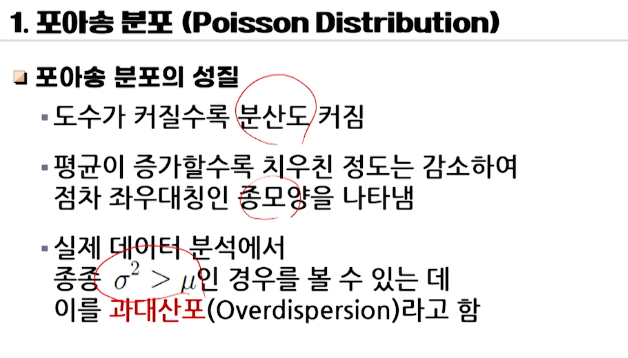 1. 포아송 분포 (Poisson Distribution)
포아송 분포의 성질
도수가 커질수록 분산도 커짐
평균이 증가할수록 치우친 정도는 감소하여
점차 좌우대칭인 종모양을 나타냄
실제 데이터 분석에서
종종 σ² > μ인 경우를 볼 수 있는 데
이를 과대산포(Overdispersion)라고 함